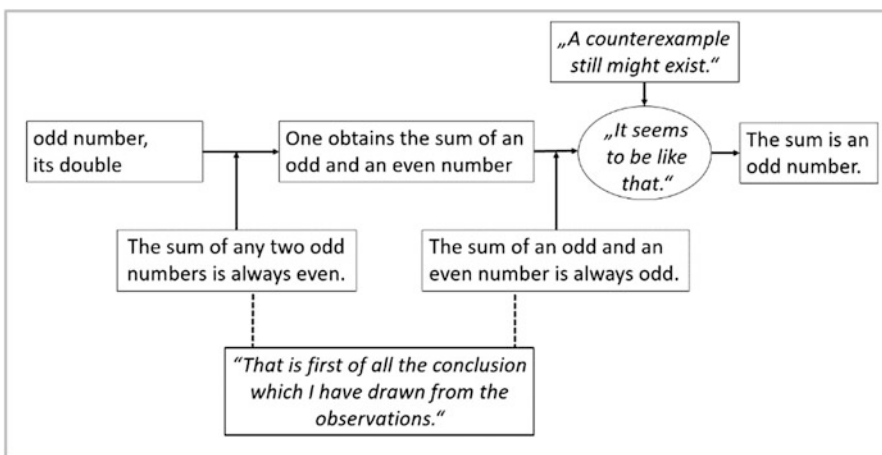 „A counterexample
still might exist.“
odd number,
its double
One obtains the sum of an
odd and an even number
„It seems
to be like
that.“
The sum is an
odd number.
The sum of any two odd
numbers is always even.
The sum of an odd and an
even number is always odd.
“That is first of all the conclusion
which I have drawn from the
observations.“